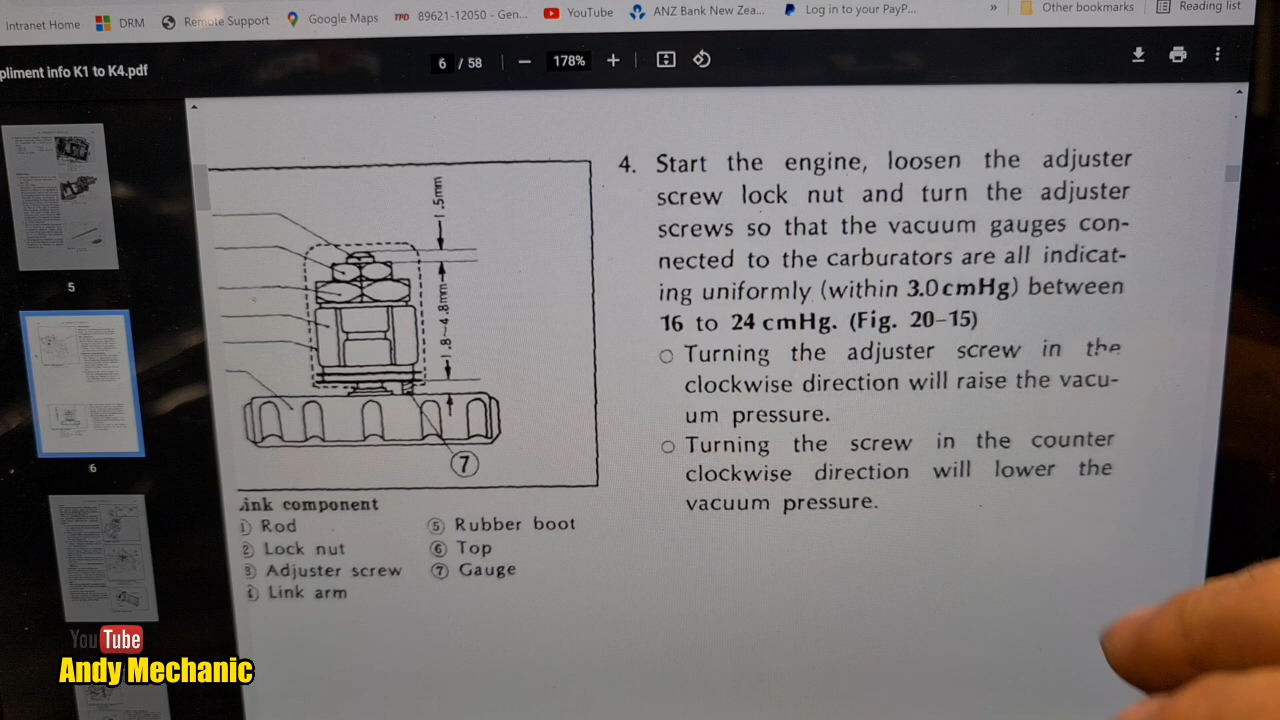 Intranet Home DRM Remote Support Google Maps TPD 89621-12050 - Gen... YouTube ANZ Bank New Zea... Log in to your PayP... » Other bookmarks Reading list
pliment info K1 to K4.pdf
6 / 58 — 178% +
5
6
1.5mm
1.8~4.8mm
7
ink component
① Rod
② Lock nut
③ Adjuster screw
④ Link arm
⑤ Rubber boot
⑥ Top
⑦ Gauge
4. Start the engine, loosen the adjuster
screw lock nut and turn the adjuster
screws so that the vacuum gauges con-
nected to the carburators are all indicat-
ing uniformly (within 3.0 cmHg) between
16 to 24 cmHg. (Fig. 20-15)
○ Turning the adjuster screw in the
clockwise direction will raise the vacu-
um pressure.
○ Turning the screw in the counter
clockwise direction will lower the
vacuum pressure.
YouTube
Andy Mechanic